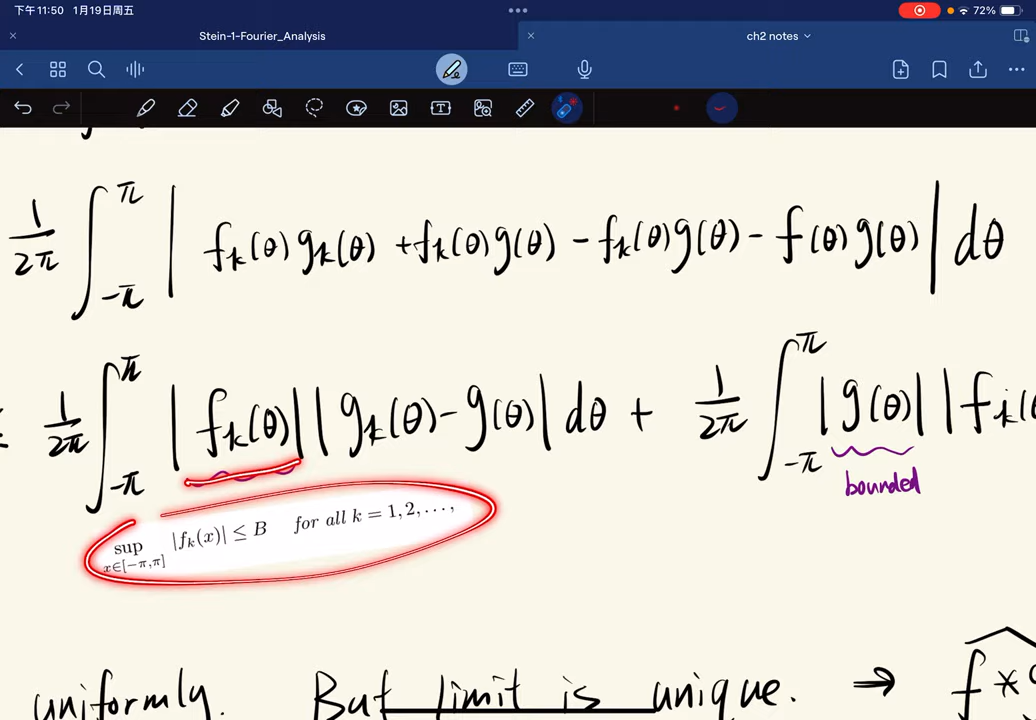 下午11:50 1月19日周五
72%
Stein-1-Fourier_Analysis
ch2 notes
1/2π ∫_{-π}^{π} | f_k(θ)g_k(θ) + f_k(θ)g(θ) - f_k(θ)g(θ) - f(θ)g(θ) | dθ
1/2π ∫_{-π}^{π} | f_k(θ)| | g_k(θ) - g(θ) | dθ + 1/2π ∫_{-π}^{π} | g(θ)| | f_k(θ
bounded
sup_{x∈[-π,π]} |f_k(x)| ≤ B for all k = 1, 2, . . . ,
uniformly. But limit is unique. → f *